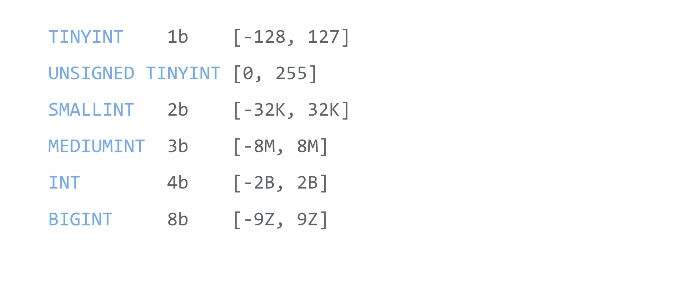 TINYINT 1b [-128, 127]
UNSIGNED TINYINT [0, 255]
SMALLINT 2b [-32K, 32K]
MEDIUMINT 3b [-8M, 8M]
INT 4b [-2B, 2B]
BIGINT 8b [-9Z, 9Z]